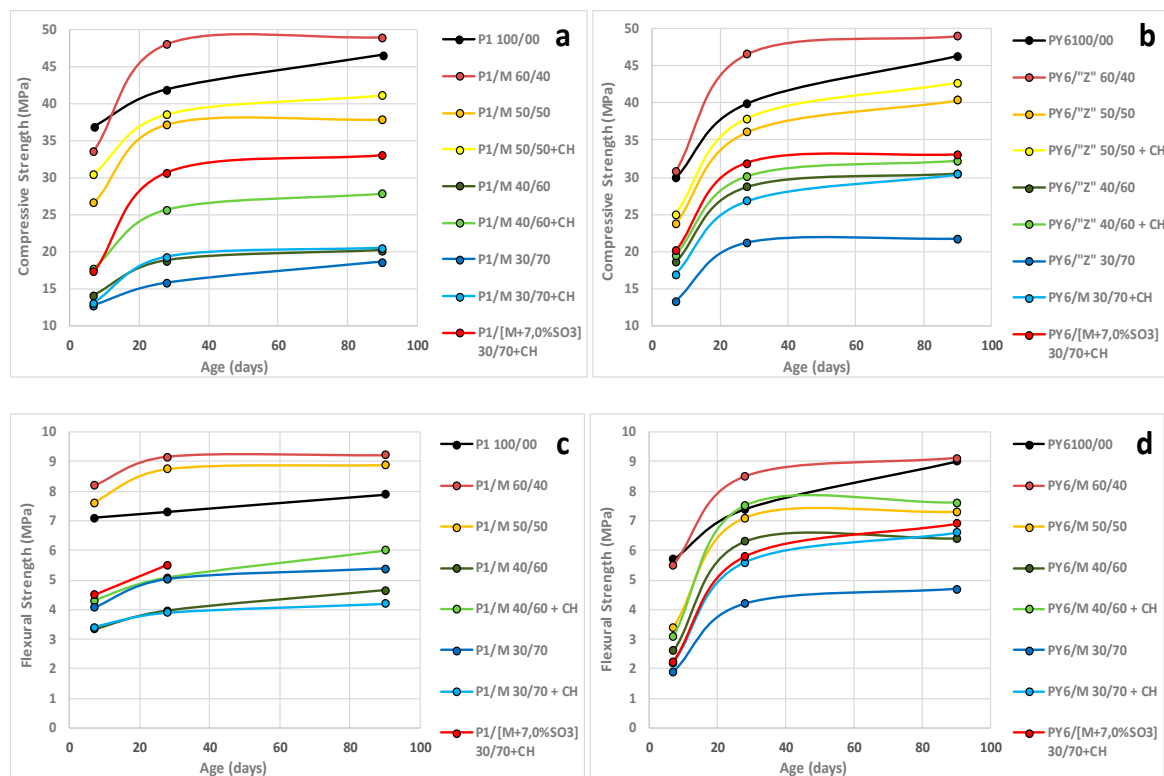 a
Compressive Strength (MPa)
50
45
40
35
30
25
20
15
10
0
20
40
60
80
100
Age (days)
P1 100/00
P1/M 60/40
P1/M 50/50
P1/M 50/50+CH
P1/M 40/60
P1/M 40/60+CH
P1/M 30/70
P1/M 30/70+CH
P1/[M+7,0%SO3]
30/70+CH
b
Compressive Strength (MPa)
50
45
40
35
30
25
20
15
10
0
20
40
60
80
100
Age (days)
PY6100/00
PY6/"Z" 60/40
PY6/"Z" 50/50
PY6/"Z" 50/50 + CH
PY6/"Z" 40/60
PY6/"Z" 40/60 + CH
PY6/"Z" 30/70
PY6/M 30/70+CH
PY6/[M+7,0%SO3]
30/70+CH
c
Flexural Strength (MPa)
10
9
8
7
6
5
4
3
2
1
0
0
20
40
60
80
100
Age (days)
P1 100/00
P1/M 60/40
P1/M 50/50
P1/M 40/60
P1/M 40/60 + CH
P1/M 30/70
P1/M 30/70 + CH
P1/[M+7,0%SO3]
30/70+CH
d
Flexural Strength (MPa)
10
9
8
7
6
5
4
3
2
1
0
0
20
40
60
80
100
Age (days)
PY6100/00
PY6/M 60/40
PY6/M 50/50
PY6/M 40/60
PY6/M 40/60 + CH
PY6/M 30/70
PY6/M 30/70 + CH
PY6/[M+7,0%SO3]
30/70+CH